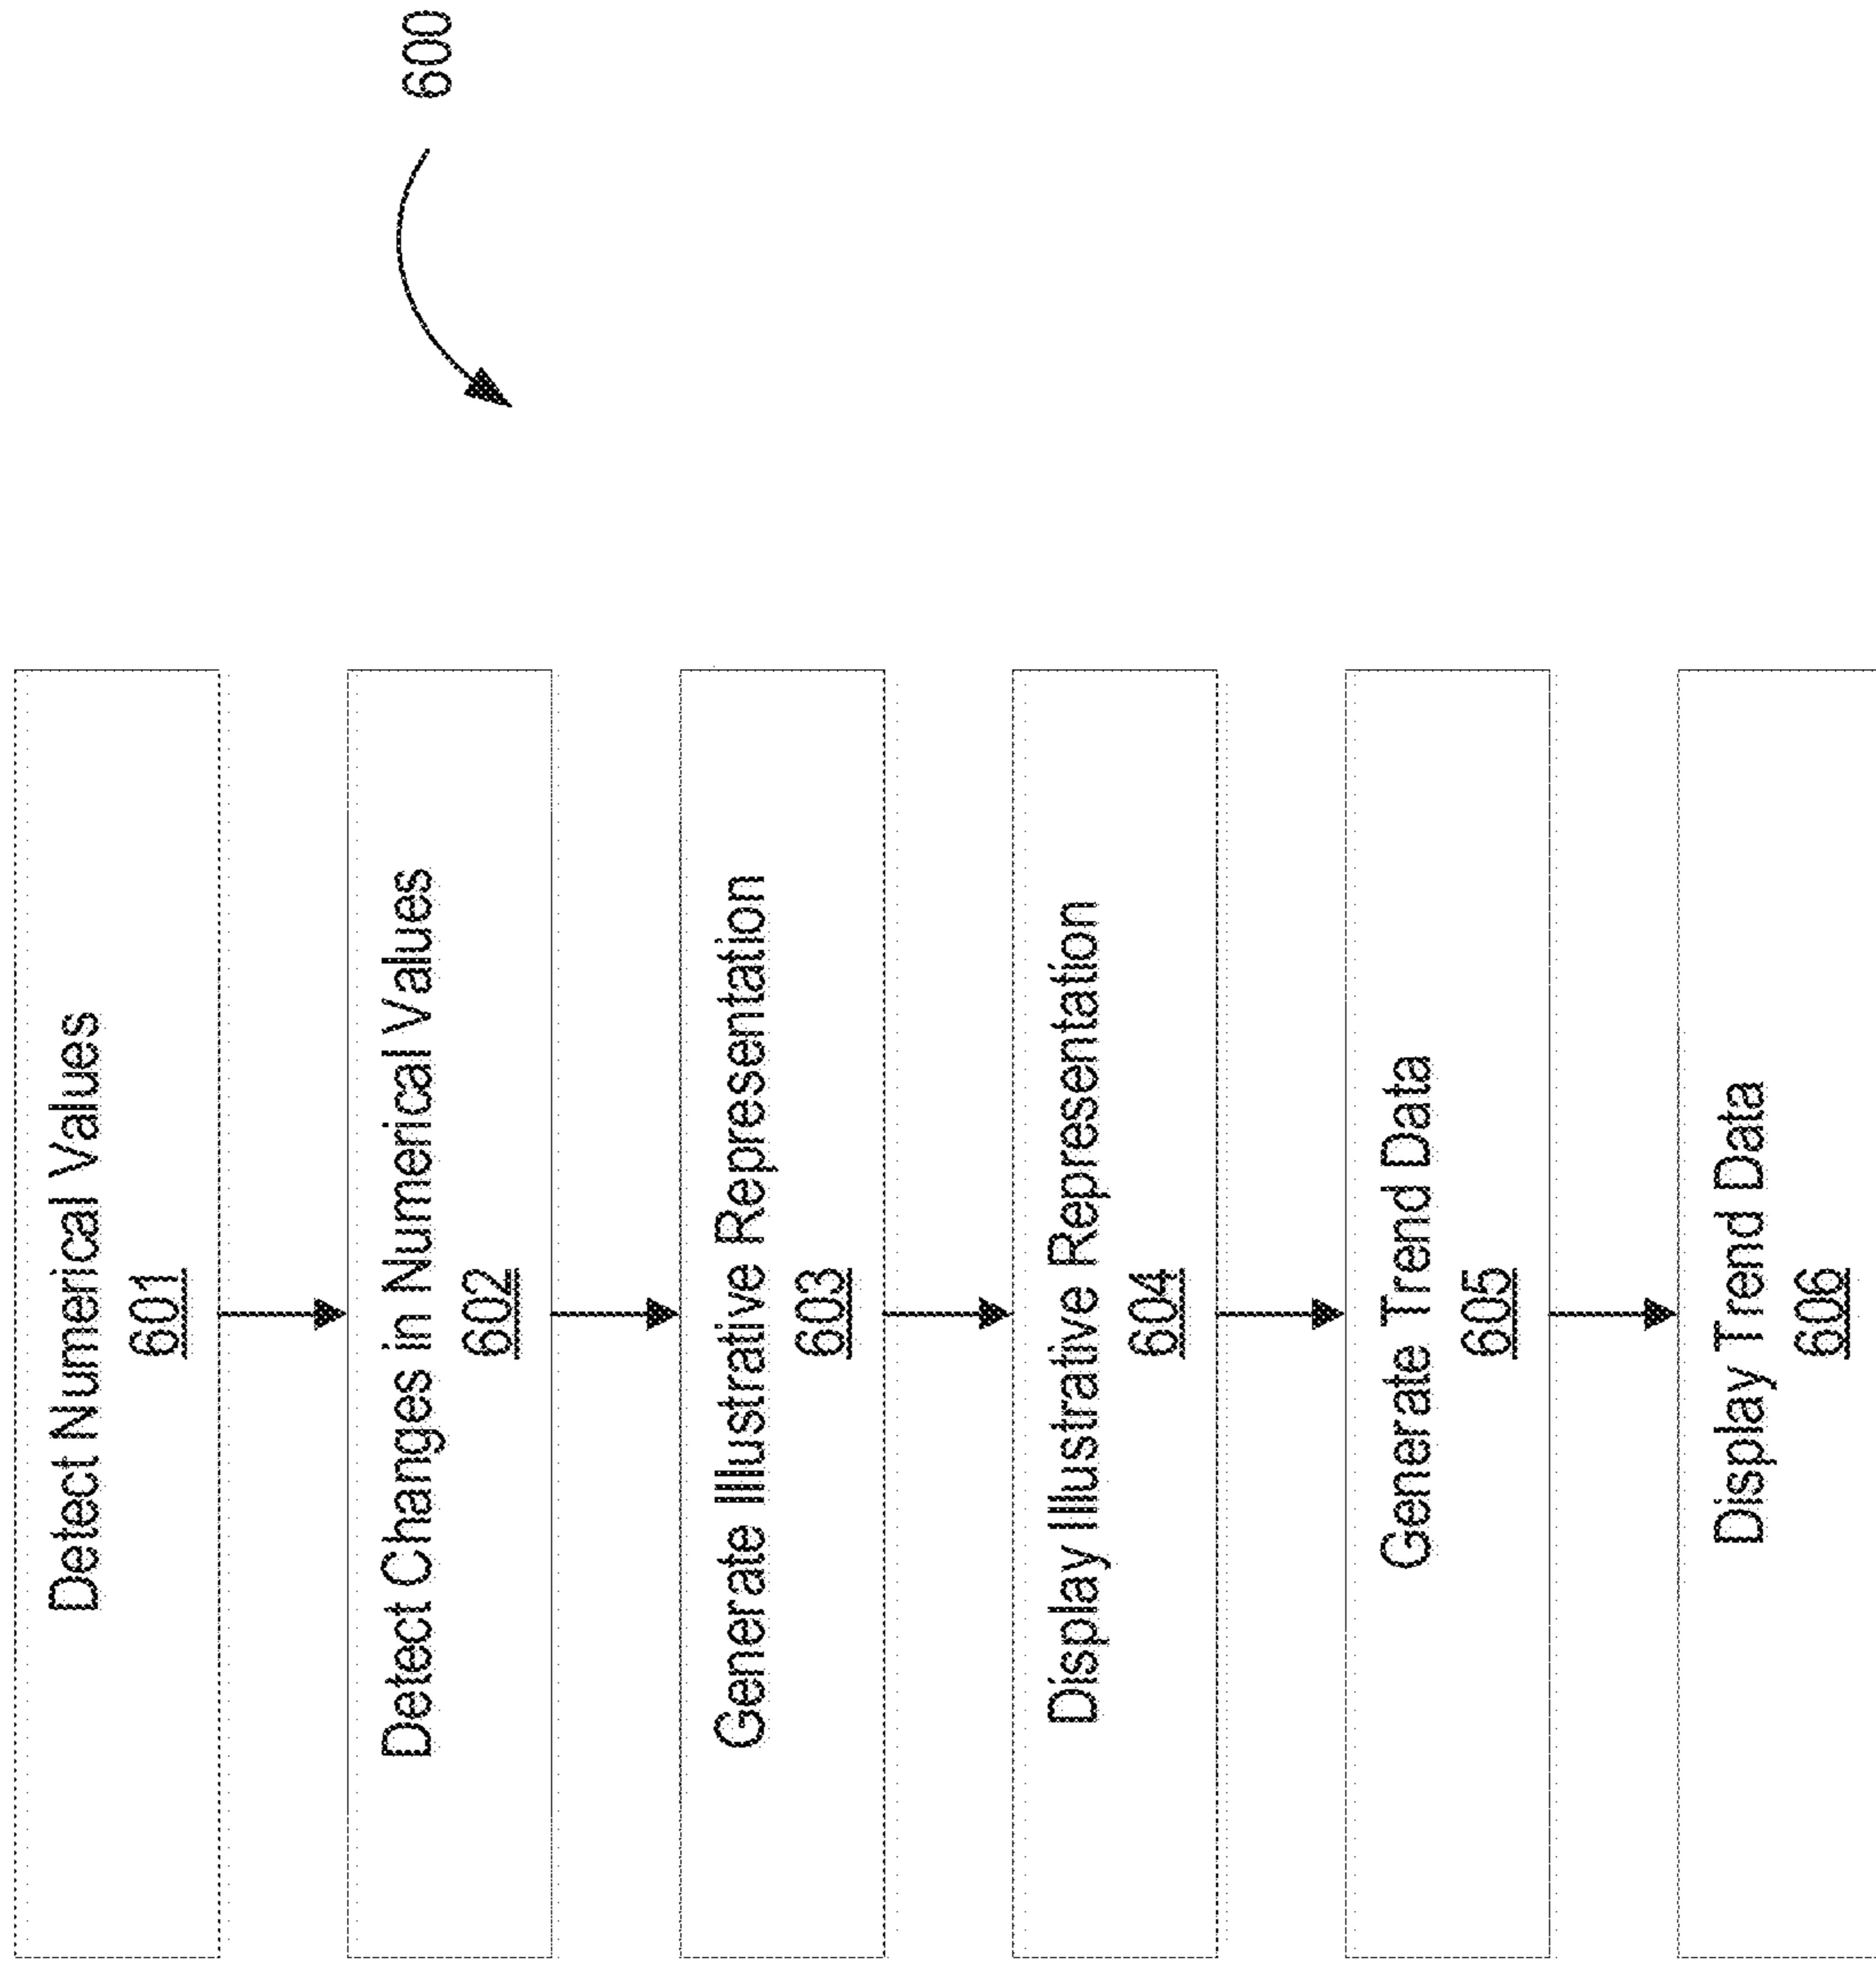 600
Detect Numerical Values
601
Detect Changes in Numerical Values
602
Generate Illustrative Representation
603
Display Illustrative Representation
604
Generate Trend Data
605
Display Trend Data
606